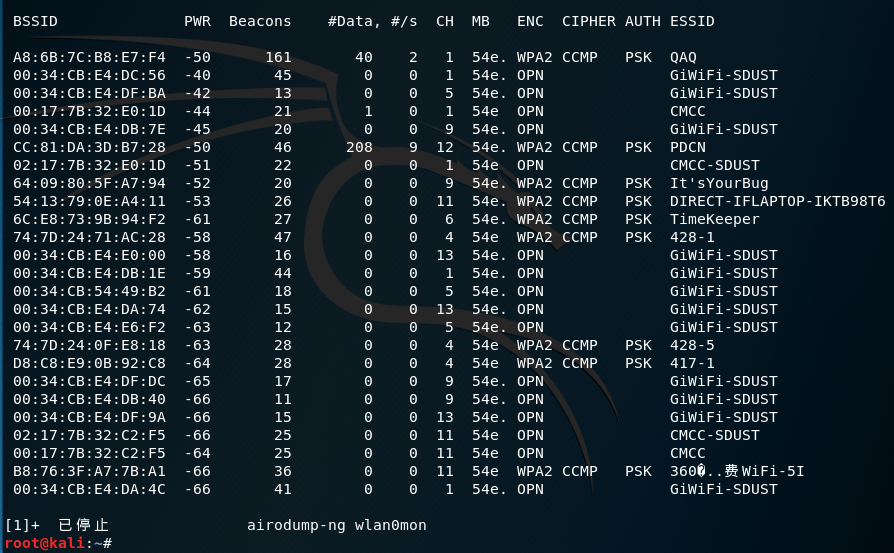 BSSID PWR Beacons #Data, #/s CH MB ENC CIPHER AUTH ESSID
A8:6B:7C:B8:E7:F4 -50 161 40 2 1 54e. WPA2 CCMP PSK QAQ
00:34:CB:E4:DC:56 -40 45 0 0 1 54e. OPN GiWiFi-SDUST
00:34:CB:E4:DF:BA -42 13 0 0 5 54e. OPN GiWiFi-SDUST
00:17:7B:32:E0:1D -44 21 1 0 1 54e OPN CMCC
00:34:CB:E4:DB:7E -45 20 0 0 9 54e. OPN GiWiFi-SDUST
CC:81:DA:3D:B7:28 -50 46 208 9 12 54e. WPA2 CCMP PSK PDCN
02:17:7B:32:E0:1D -51 22 0 0 1 54e OPN CMCC-SDUST
64:09:80:5F:A7:94 -52 20 0 0 9 54e. WPA2 CCMP PSK It'sYourBug
54:13:79:0E:A4:11 -53 26 0 0 11 54e. WPA2 CCMP PSK DIRECT-IFLAPTOP-IKTB98T6
6C:E8:73:9B:94:F2 -61 27 0 0 6 54e. WPA2 CCMP PSK TimeKeeper
74:7D:24:71:AC:28 -58 47 0 0 4 54e WPA2 CCMP PSK 428-1
00:34:CB:E4:E0:00 -58 16 0 0 13 54e. OPN GiWiFi-SDUST
00:34:CB:E4:DB:1E -59 44 0 0 1 54e. OPN GiWiFi-SDUST
00:34:CB:54:49:B2 -61 18 0 0 5 54e. OPN GiWiFi-SDUST
00:34:CB:E4:DA:74 -62 15 0 0 13 54e. OPN GiWiFi-SDUST
00:34:CB:E4:E6:F2 -63 12 0 0 5 54e. OPN GiWiFi-SDUST
74:7D:24:0F:E8:18 -63 28 0 0 4 54e WPA2 CCMP PSK 428-5
D8:C8:E9:0B:92:C8 -64 28 0 0 4 54e WPA2 CCMP PSK 417-1
00:34:CB:E4:DF:DC -65 17 0 0 9 54e. OPN GiWiFi-SDUST
00:34:CB:E4:DB:40 -66 11 0 0 9 54e. OPN GiWiFi-SDUST
00:34:CB:E4:DF:9A -66 15 0 0 13 54e. OPN GiWiFi-SDUST
02:17:7B:32:C2:F5 -66 25 0 0 11 54e OPN CMCC-SDUST
00:17:7B:32:C2:F5 -64 25 0 0 11 54e OPN CMCC
B8:76:3F:A7:7B:A1 -66 36 0 0 11 54e WPA2 CCMP PSK 360�..费WiFi-5I
00:34:CB:E4:DA:4C -66 41 0 0 1 54e. OPN GiWiFi-SDUST
[1]+ 已停止 airodump-ng wlan0mon
root@kali:~#